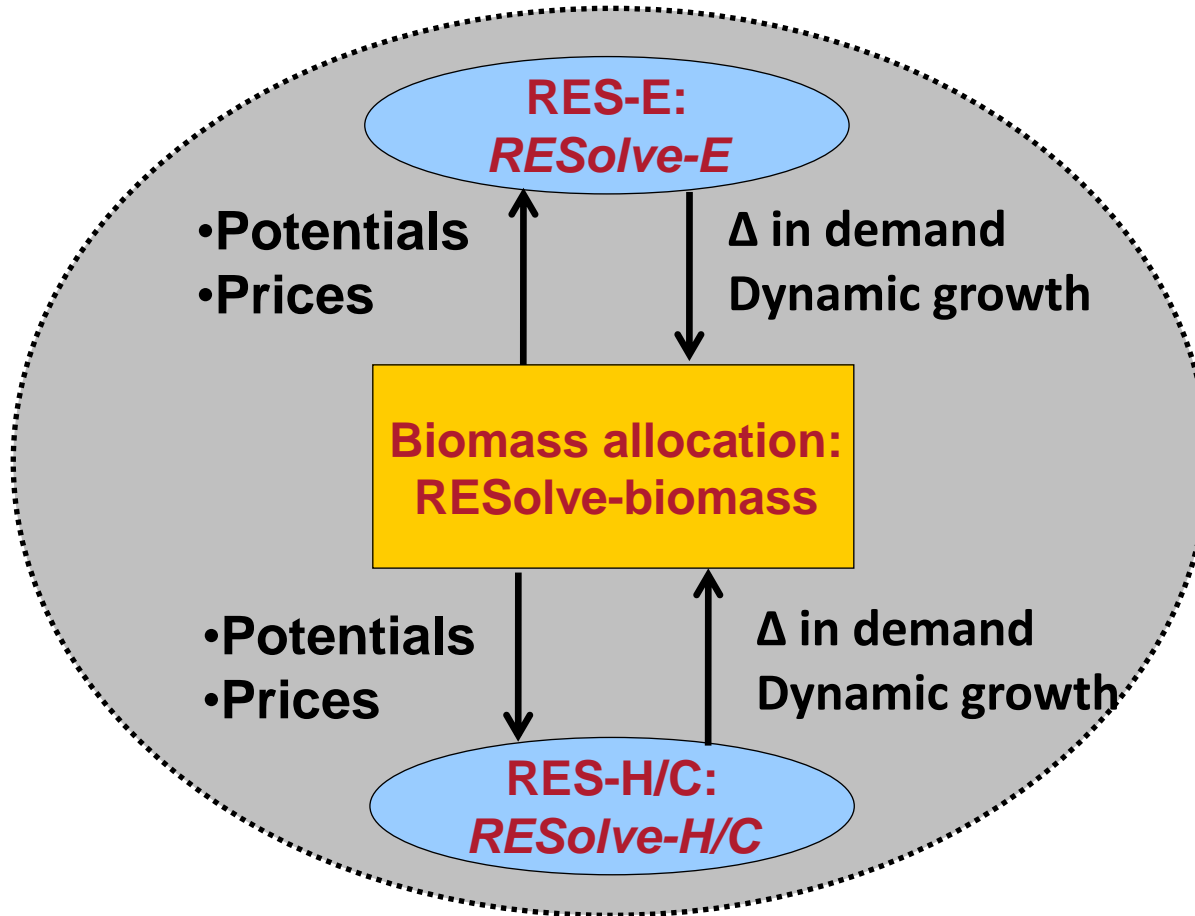 RES-E:
RESolve-E
•Potentials
•Prices
Δ in demand
Dynamic growth
Biomass allocation:
RESolve-biomass
•Potentials
•Prices
Δ in demand
Dynamic growth
RES-H/C:
RESolve-H/C